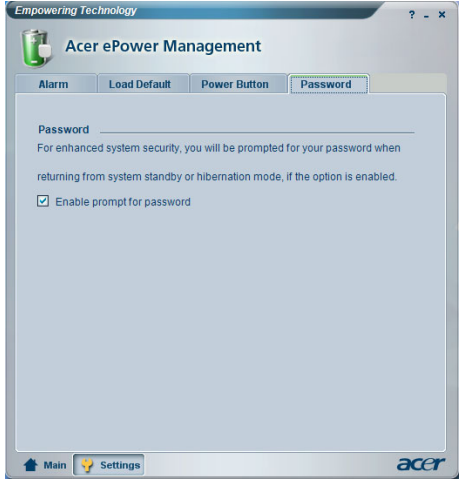 Empowering Technology
? - x
Acer ePower Management
Alarm Load Default Power Button Password
Password
For enhanced system security, you will be prompted for your password when
returning from system standby or hibernation mode, if the option is enabled.
Enable prompt for password
Main Settings acer